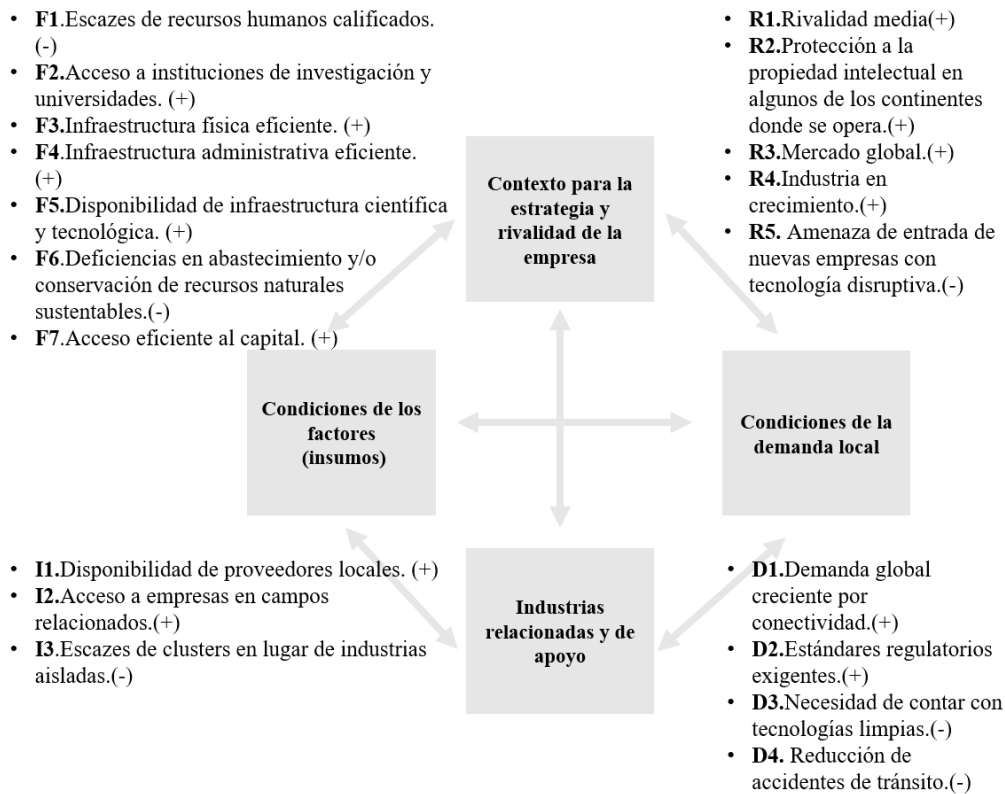 • F1.Escazes de recursos humanos calificados.
(-)
• F2.Acceso a instituciones de investigación y
universidades. (+)
• F3.Infraestructura física eficiente. (+)
• F4.Infraestructura administrativa eficiente.
(+)
• F5.Disponibilidad de infraestructura científica
y tecnológica. (+)
• F6.Deficiencias en abastecimiento y/o
conservación de recursos naturales
sustentables.(-)
• F7.Acceso eficiente al capital. (+)
• R1.Rivalidad media(+)
• R2.Protección a la
propiedad intelectual en
algunos de los continentes
donde se opera.(+)
• R3.Mercado global.(+)
• R4.Industria en
crecimiento.(+)
• R5. Amenaza de entrada de
nuevas empresas con
tecnología disruptiva.(-)
Contexto para la
estrategia y
rivalidad de la
empresa
Condiciones de los
factores
(insumos)
Condiciones de la
demanda local
Industrias
relacionadas y de
apoyo
• I1.Disponibilidad de proveedores locales. (+)
• I2.Acceso a empresas en campos
relacionados.(+)
• I3.Escazes de clusters en lugar de industrias
aisladas.(-)
• D1.Demanda global
creciente por
conectividad.(+)
• D2.Estándares regulatorios
exigentes.(+)
• D3.Necesidad de contar con
tecnologías limpias.(-)
• D4. Reducción de
accidentes de tránsito.(-)